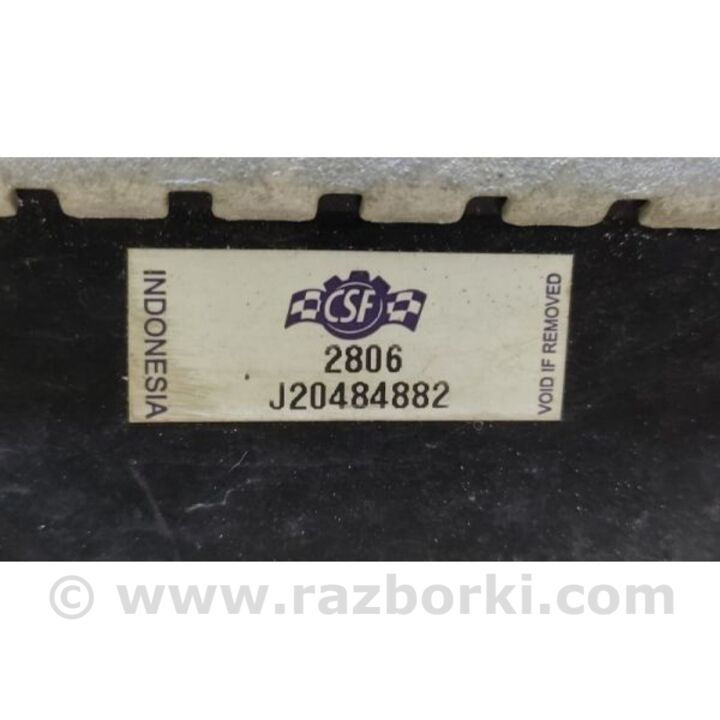 INDONESIA
CSF
2806
J20484882
VOID IF REMOVED
© www.razborki.com